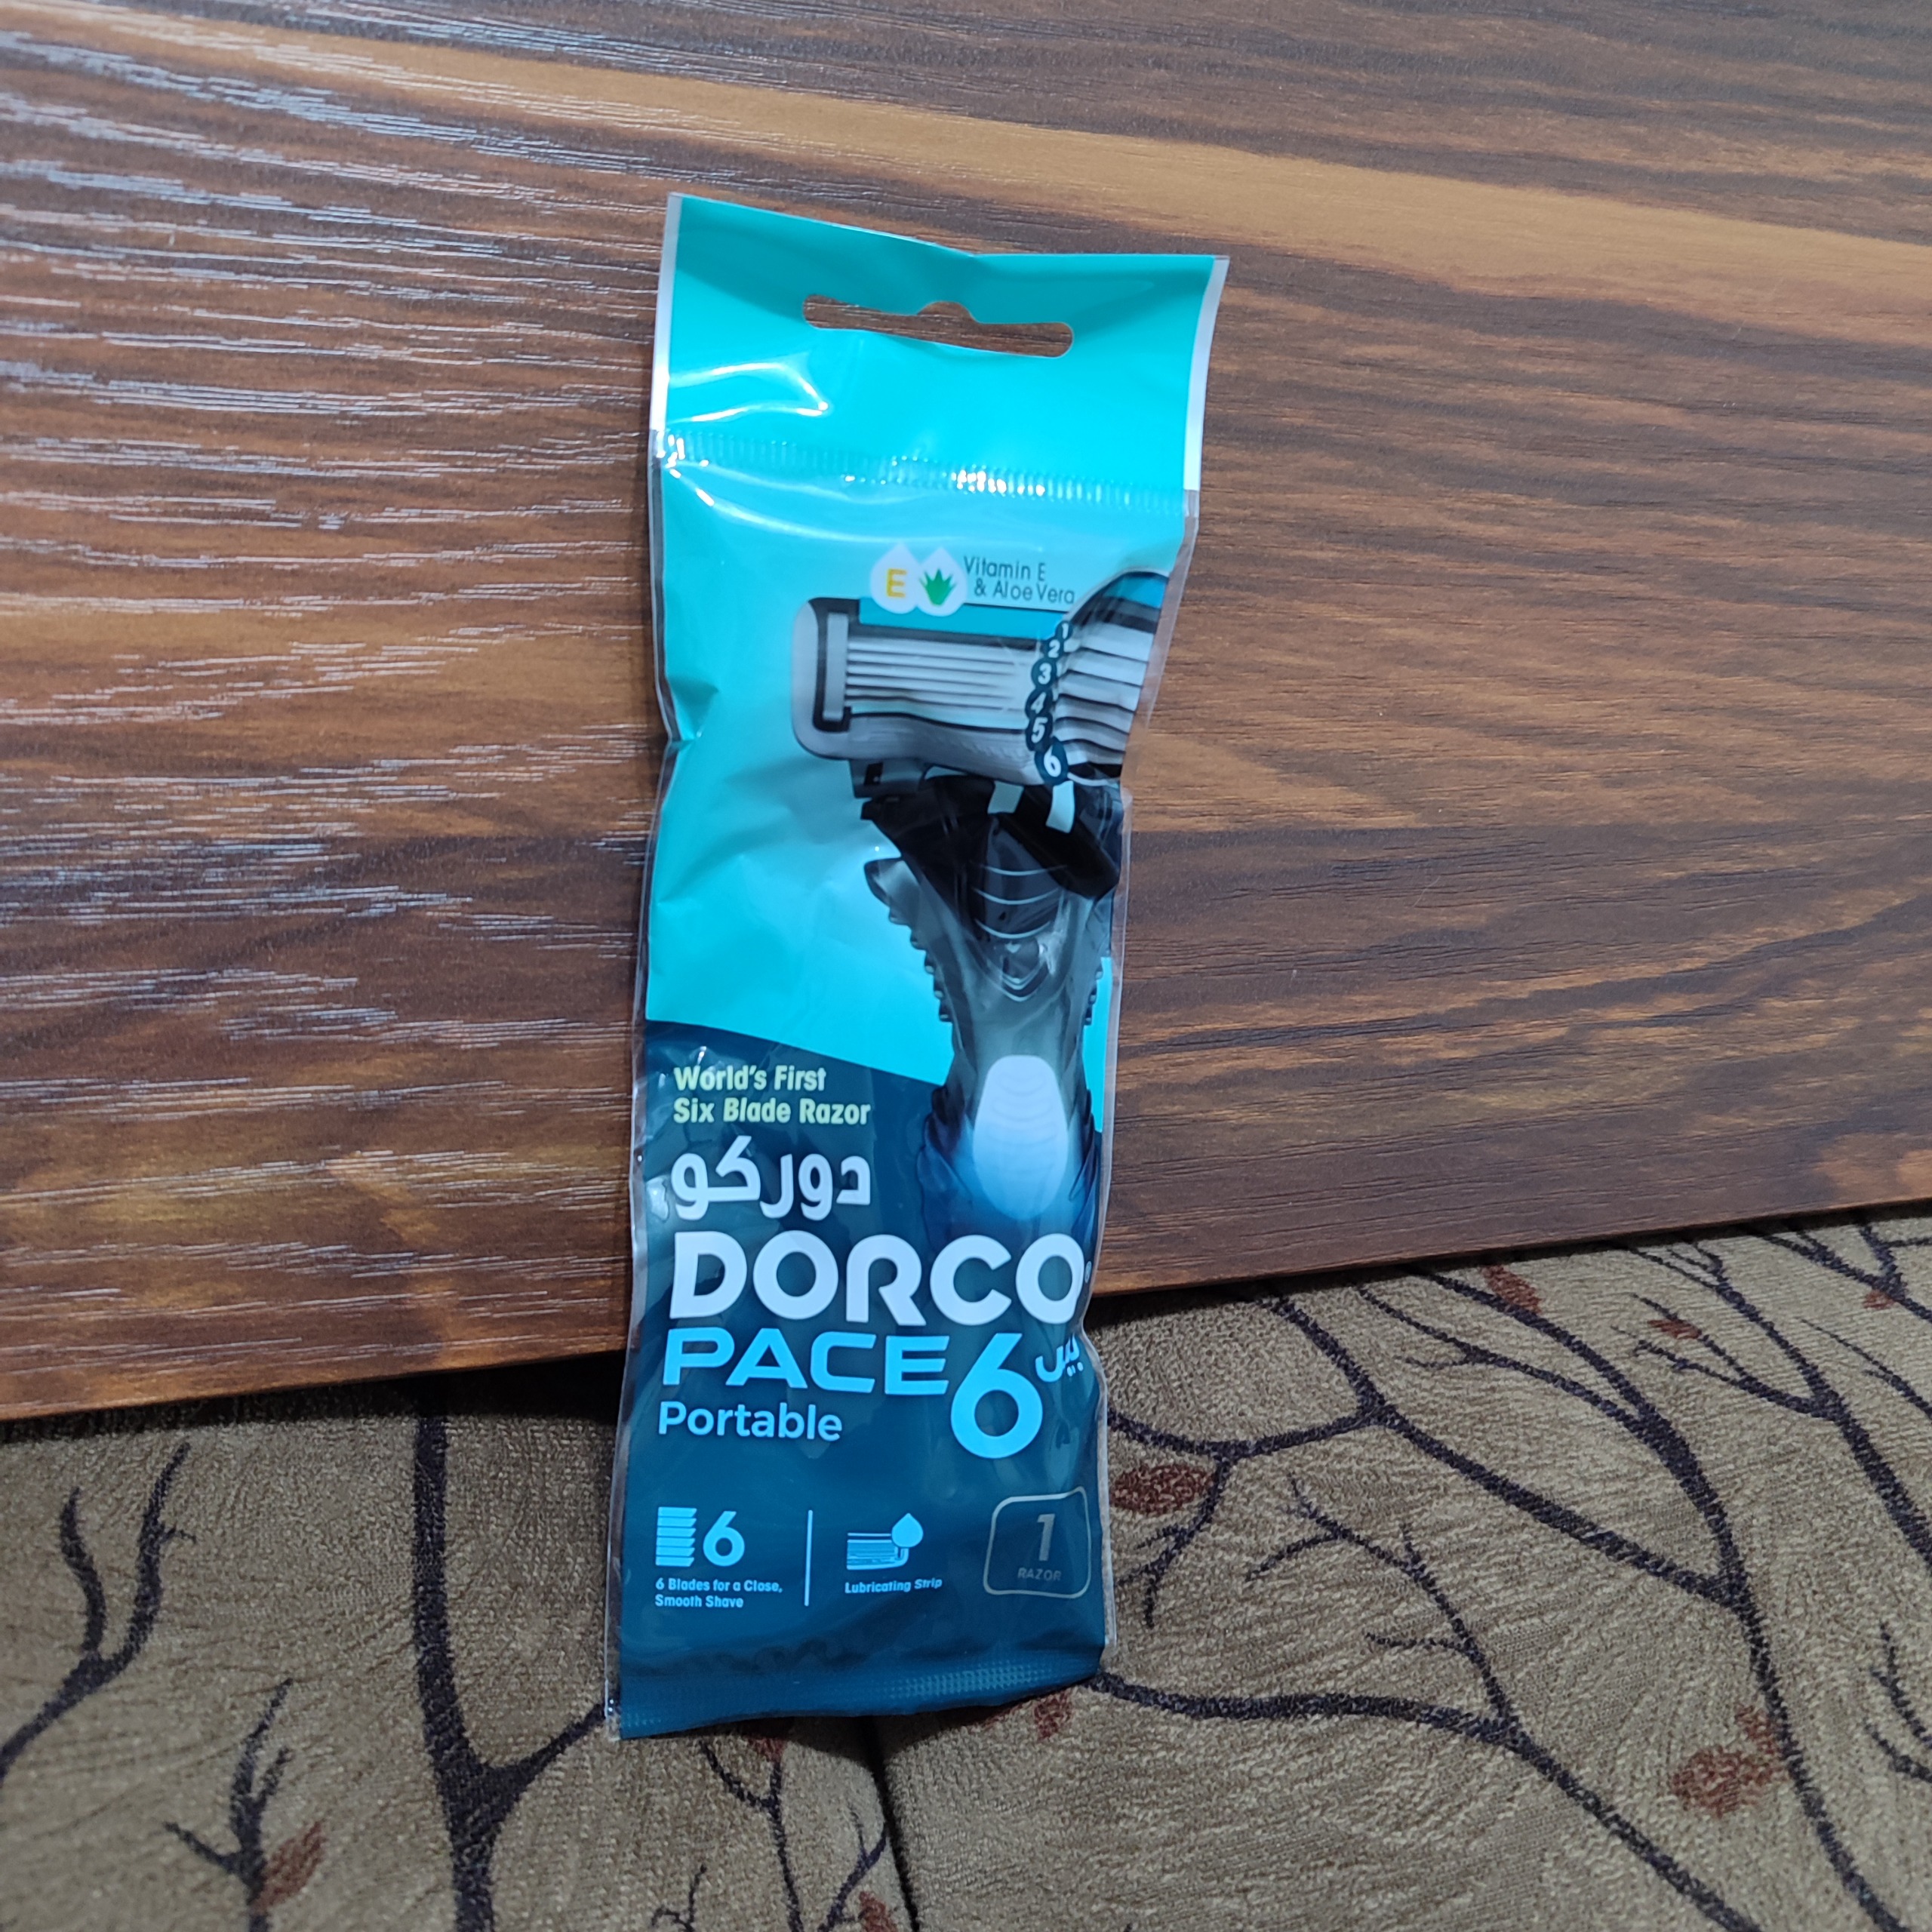 E
Vitamin E
& Aloe Vera
1
2
3
4
5
6
World's First
Six Blade Razor
دوركو
DORCO
PACE 6
بيس
Portable
6
6 Blades for a Close,
Smooth Shave
Lubricating Strip
1
RAZOR